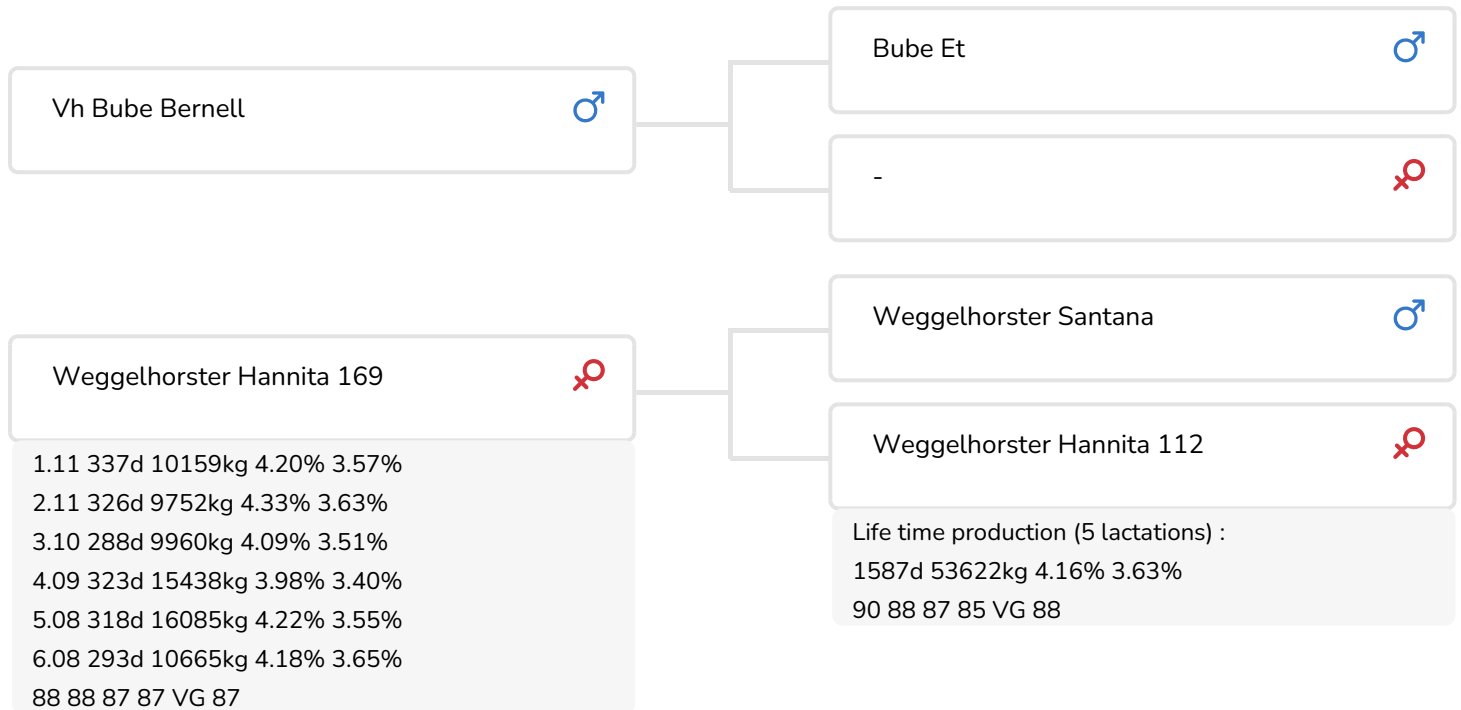 Bube Et
Vh Bube Bernell
-
Weggelhorster Santana
Weggelhorster Hannita 169
Weggelhorster Hannita 112
1.11 337d 10159kg 4.20% 3.57%
2.11 326d 9752kg 4.33% 3.63%
3.10 288d 9960kg 4.09% 3.51%
4.09 323d 15438kg 3.98% 3.40%
5.08 318d 16085kg 4.22% 3.55%
6.08 293d 10665kg 4.18% 3.65%
88 88 87 87 VG 87
Life time production (5 lactations) :
1587d 53622kg 4.16% 3.63%
90 88 87 85 VG 88